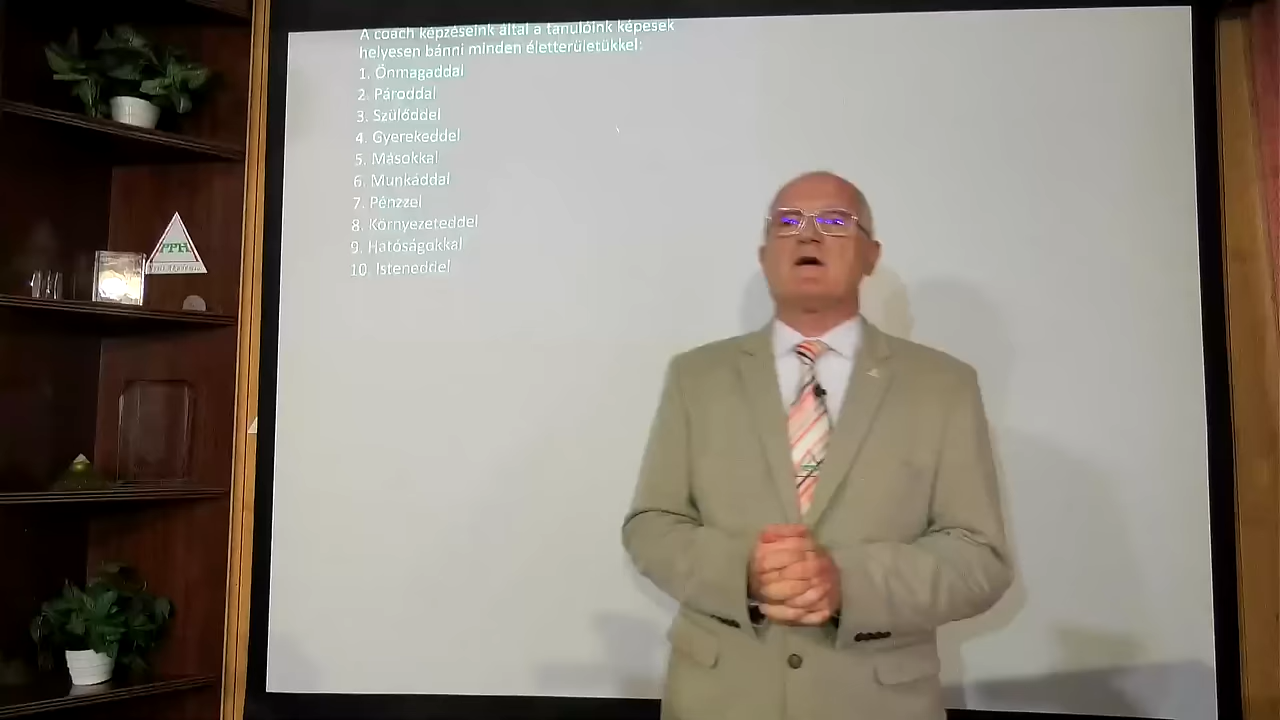 A coach képzéseink által a tanulóink képesek
helyesen bánni minden életterületükkel:
1. Önmagaddal
2. Pároddal
3. Szülőddel
4. Gyerekeddel
5. Másokkal
6. Munkáddal
7. Pénzzel
8. Környezeteddel
9. Hatóságokkal
10. Isteneddel
PPH